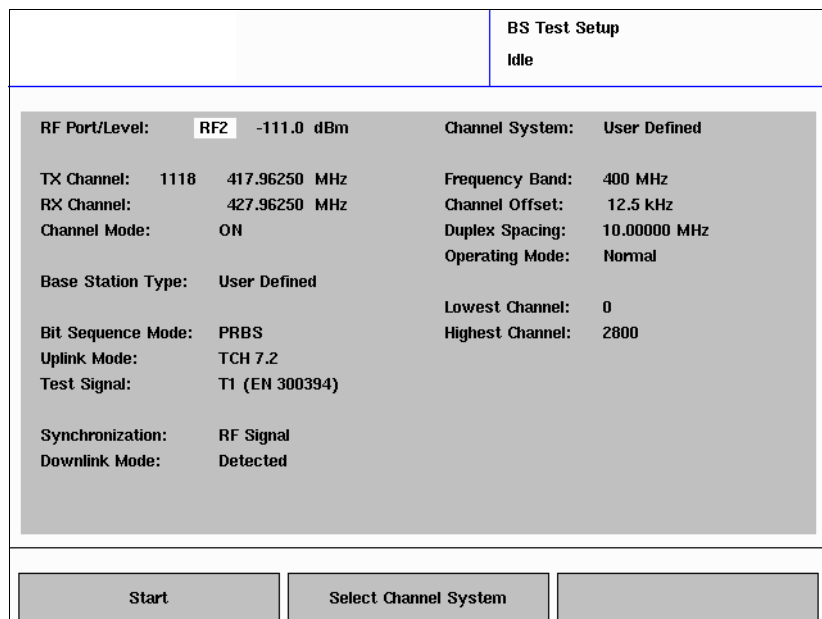 BS Test Setup
Idle
RF Port/Level: RF2 -111.0 dBm
Channel System: User Defined
TX Channel: 1118 417.96250 MHz
Frequency Band: 400 MHz
RX Channel: 427.96250 MHz
Channel Offset: 12.5 kHz
Channel Mode: ON
Duplex Spacing: 10.00000 MHz
Operating Mode: Normal
Base Station Type: User Defined
Lowest Channel: 0
Bit Sequence Mode: PRBS
Highest Channel: 2800
Uplink Mode: TCH 7.2
Test Signal: T1 (EN 300394)
Synchronization: RF Signal
Downlink Mode: Detected
Start
Select Channel System